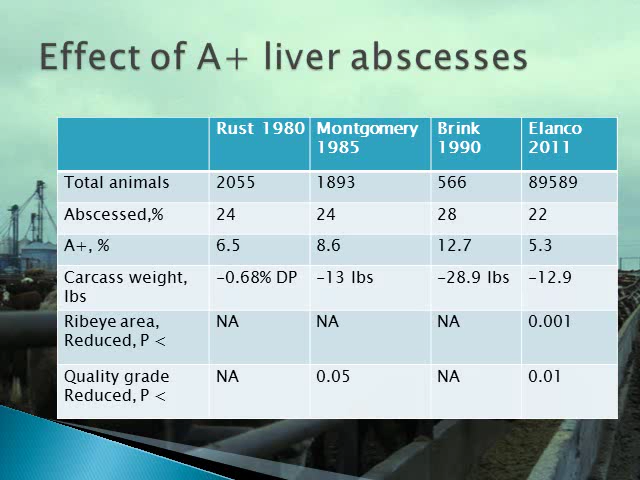 Effect of A+ liver abscesses
Rust 1980 Montgomery 1985 Brink 1990 Elanco 2011
Total animals 2055 1893 566 89589
Abscessed,% 24 24 28 22
A+, % 6.5 8.6 12.7 5.3
Carcass weight, lbs -0.68% DP -13 lbs -28.9 lbs -12.9
Ribeye area, Reduced, P < NA NA NA 0.001
Quality grade Reduced, P < NA 0.05 NA 0.01